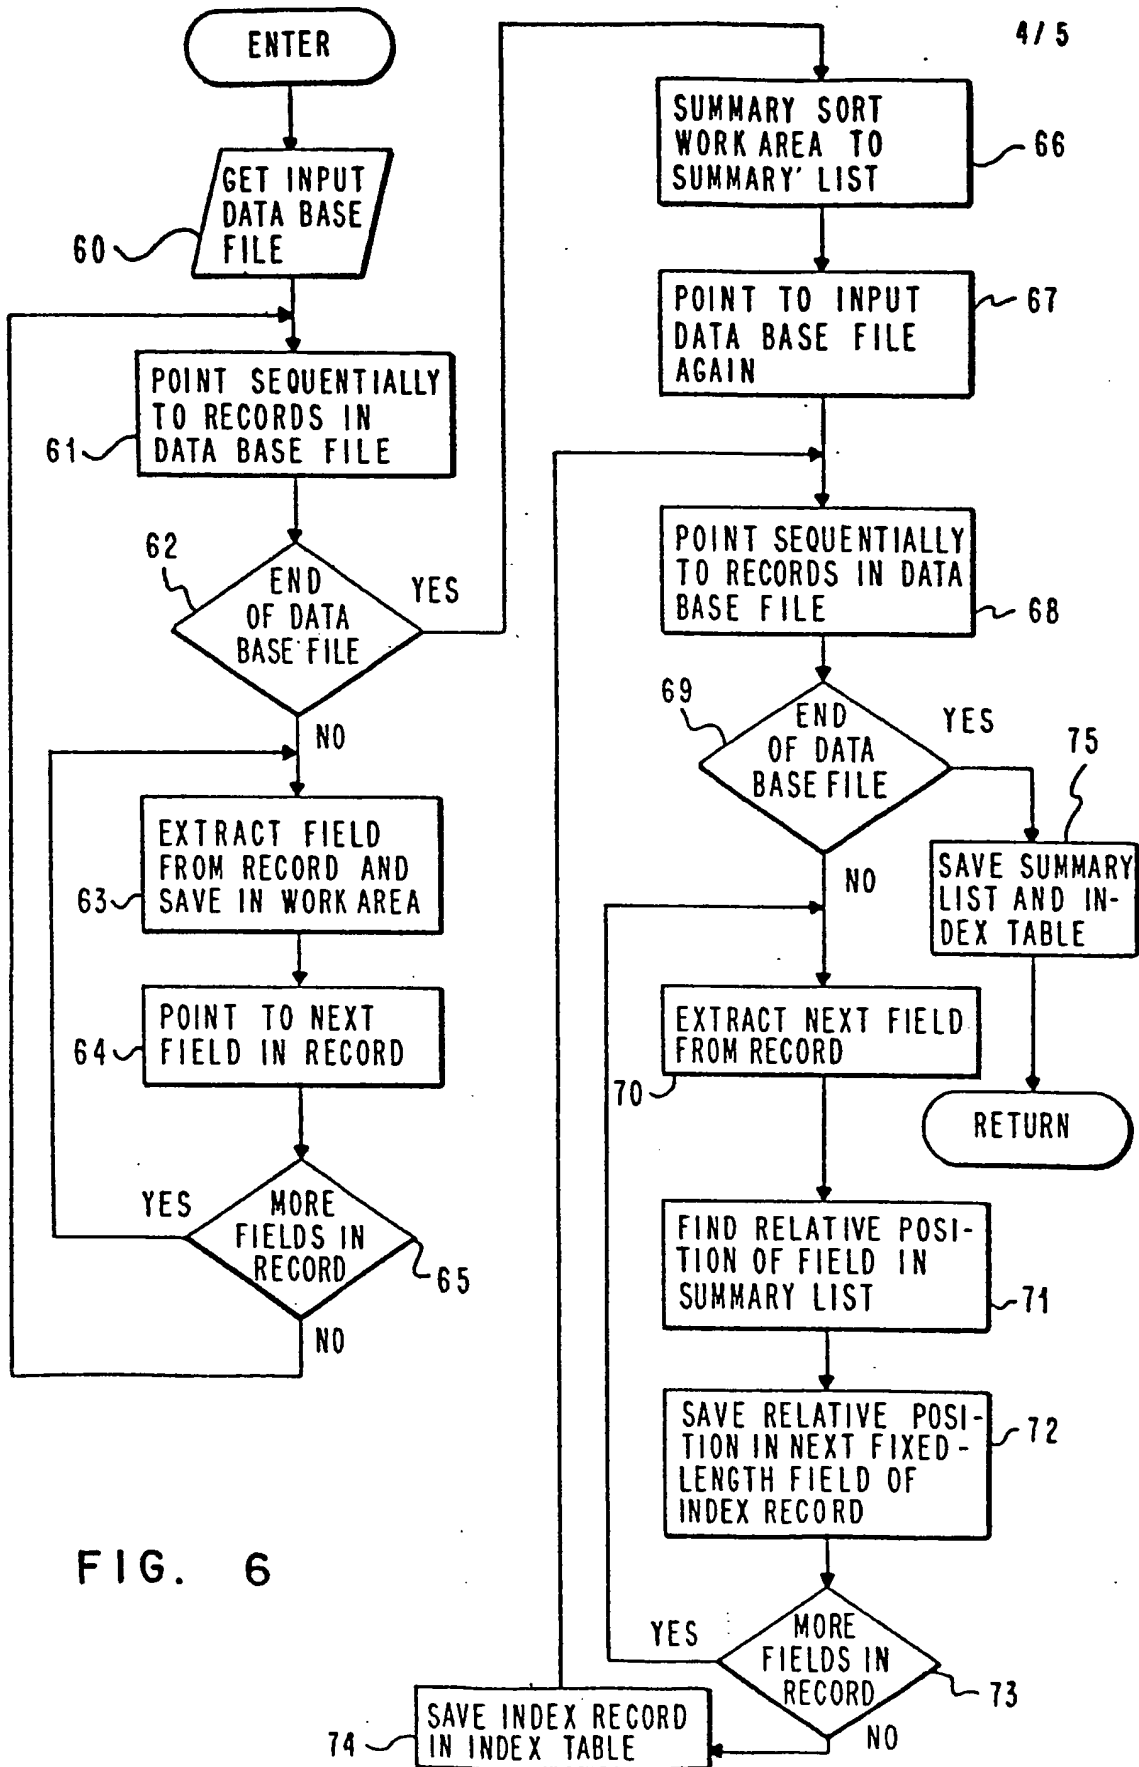 4/5
ENTER
GET INPUT
DATA BASE
FILE
60
POINT SEQUENTIALLY
TO RECORDS IN
DATA BASE FILE
61
62
END
OF DATA
BASE FILE
YES
NO
EXTRACT FIELD
FROM RECORD AND
SAVE IN WORK AREA
63
POINT TO NEXT
FIELD IN RECORD
64
YES
MORE
FIELDS IN
RECORD
65
NO
SUMMARY SORT
WORK AREA TO
SUMMARY' LIST
66
POINT TO INPUT
DATA BASE FILE
AGAIN
67
POINT SEQUENTIALLY
TO RECORDS IN DATA
BASE FILE
68
69
END
OF DATA
BASE FILE
YES
NO
75
SAVE SUMMARY
LIST AND IN-
DEX TABLE
RETURN
EXTRACT NEXT FIELD
FROM RECORD
70
FIND RELATIVE POSI-
TION OF FIELD IN
SUMMARY LIST
71
SAVE RELATIVE POSI-
TION IN NEXT FIXED-
LENGTH FIELD OF
INDEX RECORD
72
YES
MORE
FIELDS IN
RECORD
73
NO
SAVE INDEX RECORD
IN INDEX TABLE
74
FIG. 6